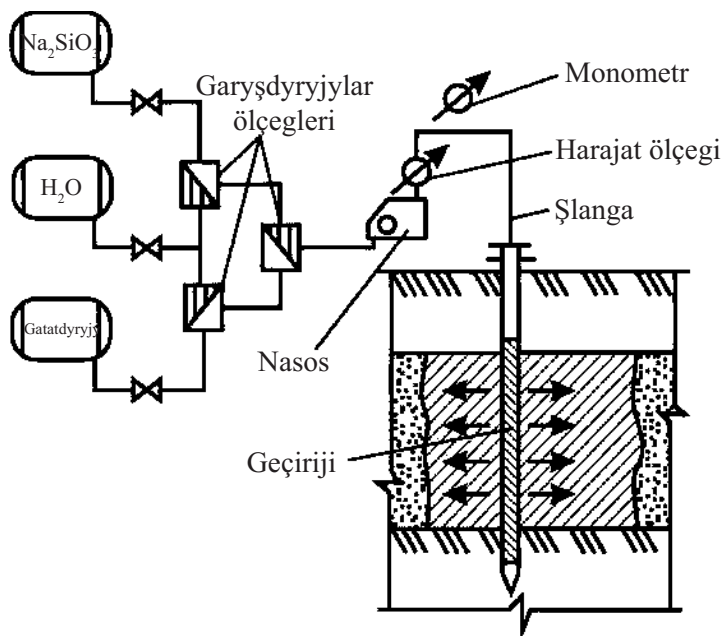 Na₂SiO₃
Garyşdyryjylar
ölçegleri
Monometr
Harajat ölçegi
H₂O
Şlanga
Gatatdyryjy
Nasos
Geçiriji